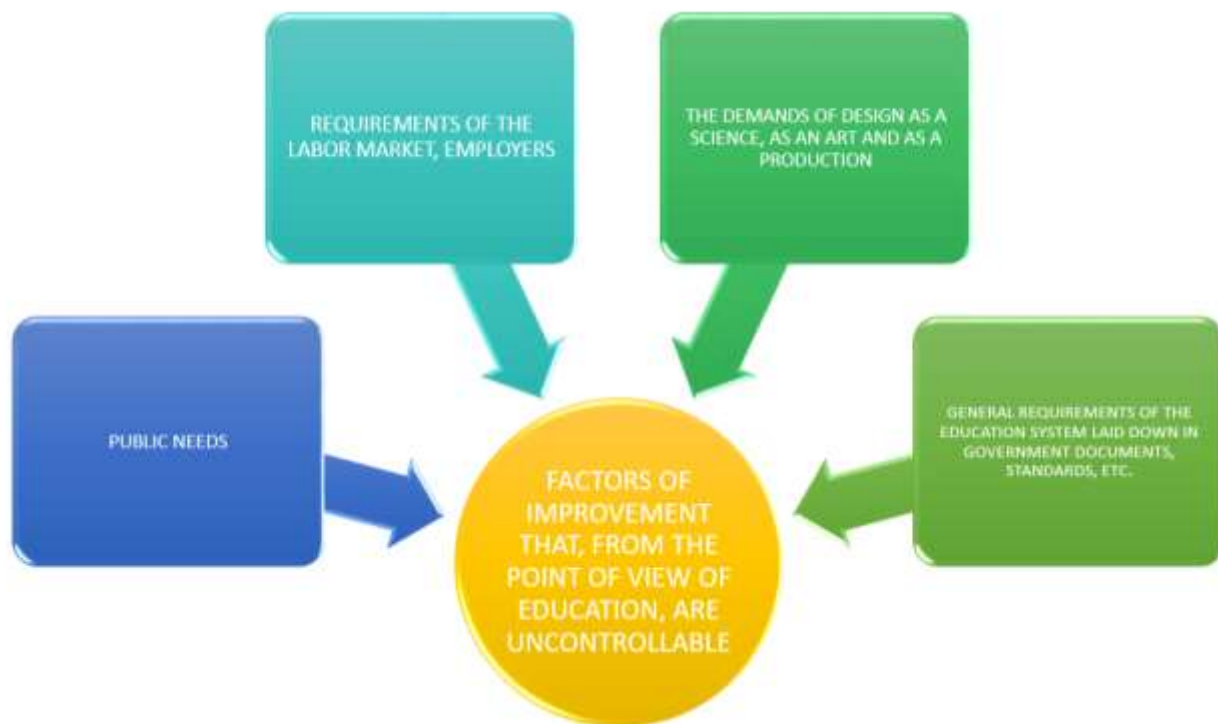 REQUIREMENTS OF THE
LABOR MARKET, EMPLOYERS
THE DEMANDS OF DESIGN AS A
SCIENCE, AS AN ART AND AS A
PRODUCTION
PUBLIC NEEDS
GENERAL REQUIREMENTS OF THE
EDUCATION SYSTEM LAID DOWN IN
GOVERNMENT DOCUMENTS,
STANDARDS, ETC.
FACTORS OF
IMPROVEMENT
THAT, FROM THE
POINT OF VIEW OF
EDUCATION, ARE
UNCONTROLLABLE